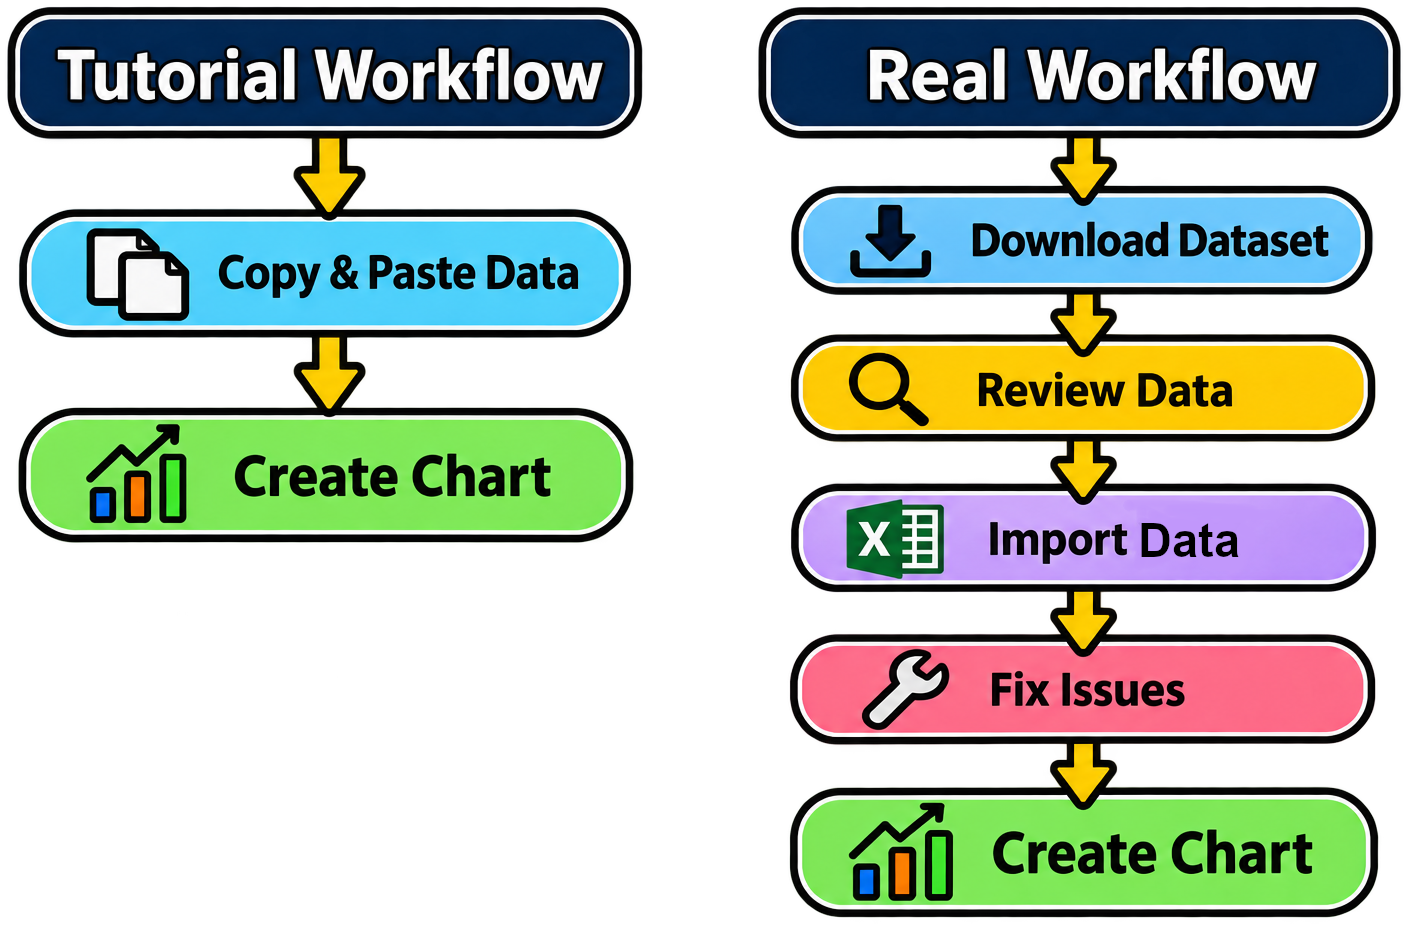 Tutorial Workflow
Copy & Paste Data
Create Chart
Real Workflow
Download Dataset
Review Data
X
Import Data
Fix Issues
Create Chart